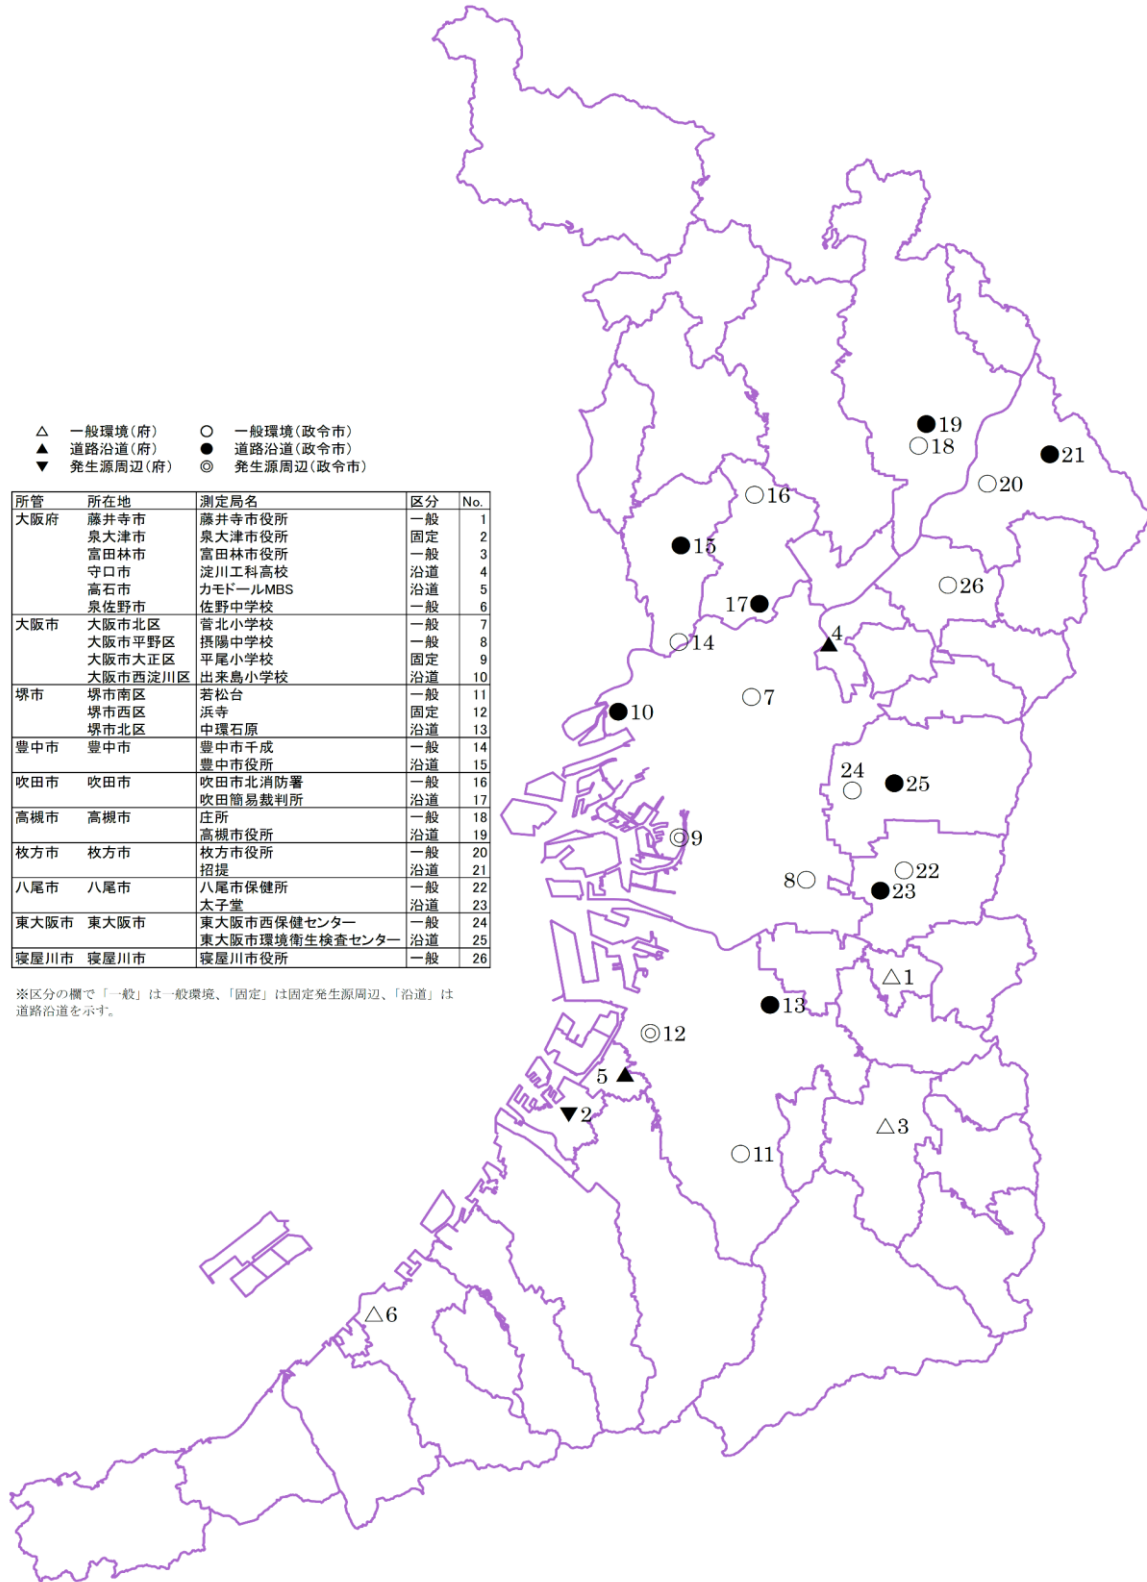 △ 一般環境(府) ○ 一般環境(政令市)
▲ 道路沿道(府) ● 道路沿道(政令市)
▼ 発生源周辺(府) ◎ 発生源周辺(政令市)
所管 所在地 測定局名 区分 No.
大阪府 藤井寺市 藤井寺市役所 一般 1
泉大津市 泉大津市役所 固定 2
富田林市 富田林市役所 一般 3
守口市 淀川工科高校 沿道 4
高石市 カモドールMBS 沿道 5
泉佐野市 佐野中学校 一般 6
大阪市 大阪市北区 菅北小学校 一般 7
大阪市平野区 摂陽中学校 一般 8
大阪市大正区 平尾小学校 固定 9
大阪市西淀川区 出来島小学校 沿道 10
堺市 堺市南区 若松台 一般 11
堺市西区 浜寺 固定 12
堺市北区 中環石原 沿道 13
豊中市 豊中市 豊中市千成 一般 14
豊中市役所 沿道 15
吹田市 吹田市 吹田市北消防署 一般 16
吹田簡易裁判所 沿道 17
高槻市 高槻市 庄所 一般 18
高槻市役所 沿道 19
枚方市 枚方市 枚方市役所 一般 20
招提 沿道 21
八尾市 八尾市 八尾市保健所 一般 22
太子堂 沿道 23
東大阪市 東大阪市 東大阪市西保健センター 一般 24
東大阪市環境衛生検査センター 沿道 25
寝屋川市 寝屋川市 寝屋川市役所 一般 26
※区分の欄で「一般」は一般環境、「固定」は固定発生源周辺、「沿道」は
道路沿道を示す。
19
18
21
20
16
15
26
17
4
14
7
10
24
25
9
22
8
23
1
13
12
5
2
3
11
6